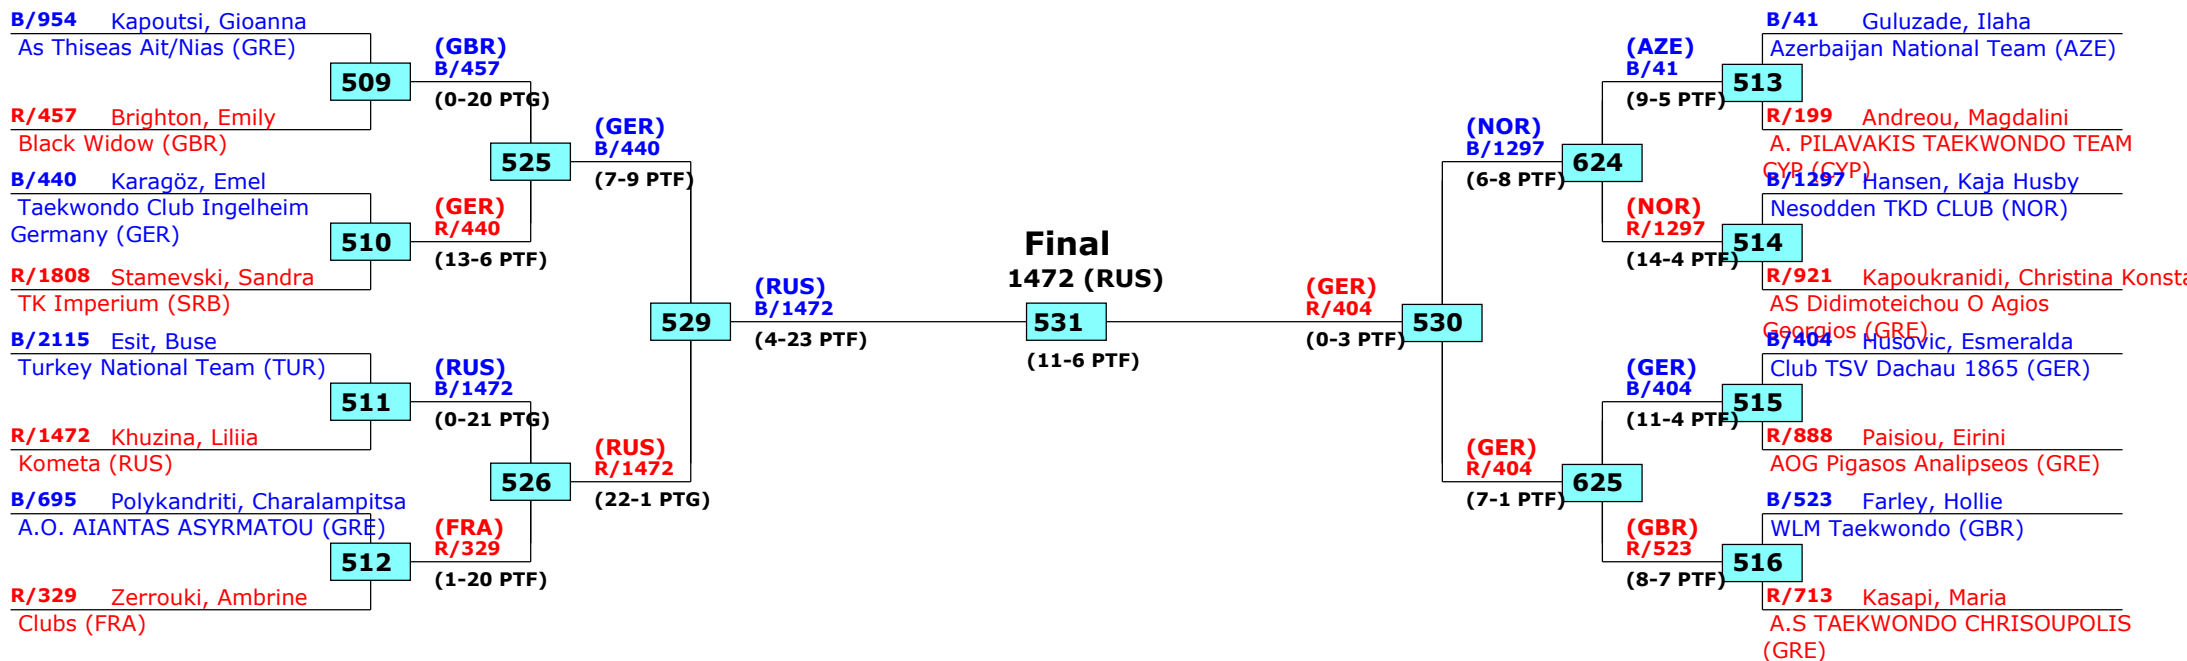 B/954 Kapoutsi, Gioanna
As Thiseas Ait/Nias (GRE)
509
R/457 Brighton, Emily
Black Widow (GBR)
B/440 Karagöz, Emel
Taekwondo Club Ingelheim
Germany (GER)
510
R/1808 Stamevski, Sandra
TK Imperium (SRB)
B/2115 Esit, Buse
Turkey National Team (TUR)
511
R/1472 Khuzina, Liliia
Kometa (RUS)
B/695 Polykandriti, Charalampitsa
A.O. AIANTAS ASYRMATOU (GRE)
512
R/329 Zerrouki, Ambrine
Clubs (FRA)
(GBR)
B/457
(0-20 PTG)
525
(GER)
R/440
(13-6 PTF)
(RUS)
B/1472
(0-21 PTG)
526
(FRA)
R/329
(1-20 PTF)
(GER)
B/440
(7-9 PTF)
529
(RUS)
R/1472
(22-1 PTG)
(RUS)
B/1472
(4-23 PTF)
Final
1472 (RUS)
531
(11-6 PTF)
(GER)
R/404
(0-3 PTF)
530
(NOR)
B/1297
(6-8 PTF)
624
(GER)
R/404
(7-1 PTF)
625
(AZE)
B/41
(9-5 PTF)
513
(NOR)
R/1297
(14-4 PTF)
514
(GER)
B/404
(11-4 PTF)
515
(GBR)
R/523
(8-7 PTF)
516
B/41 Guluzade, Ilaha
Azerbaijan National Team (AZE)
R/199 Andreou, Magdalini
A. PILAVAKIS TAEKWONDO TEAM
CYP (CYP)
B/1297 Hansen, Kaja Husby
Nesodden TKD CLUB (NOR)
R/921 Kapoukranidi, Christina Konsta
AS Didimoteichou O Agios
Georgios (GRE)
B/404 Husovic, Esmeralda
Club TSV Dachau 1865 (GER)
R/888 Paisiou, Eirini
AOG Pigasos Analipseos (GRE)
B/523 Farley, Hollie
WLM Taekwondo (GBR)
R/713 Kasapi, Maria
A.S TAEKWONDO CHRISOUPOLIS
(GRE)